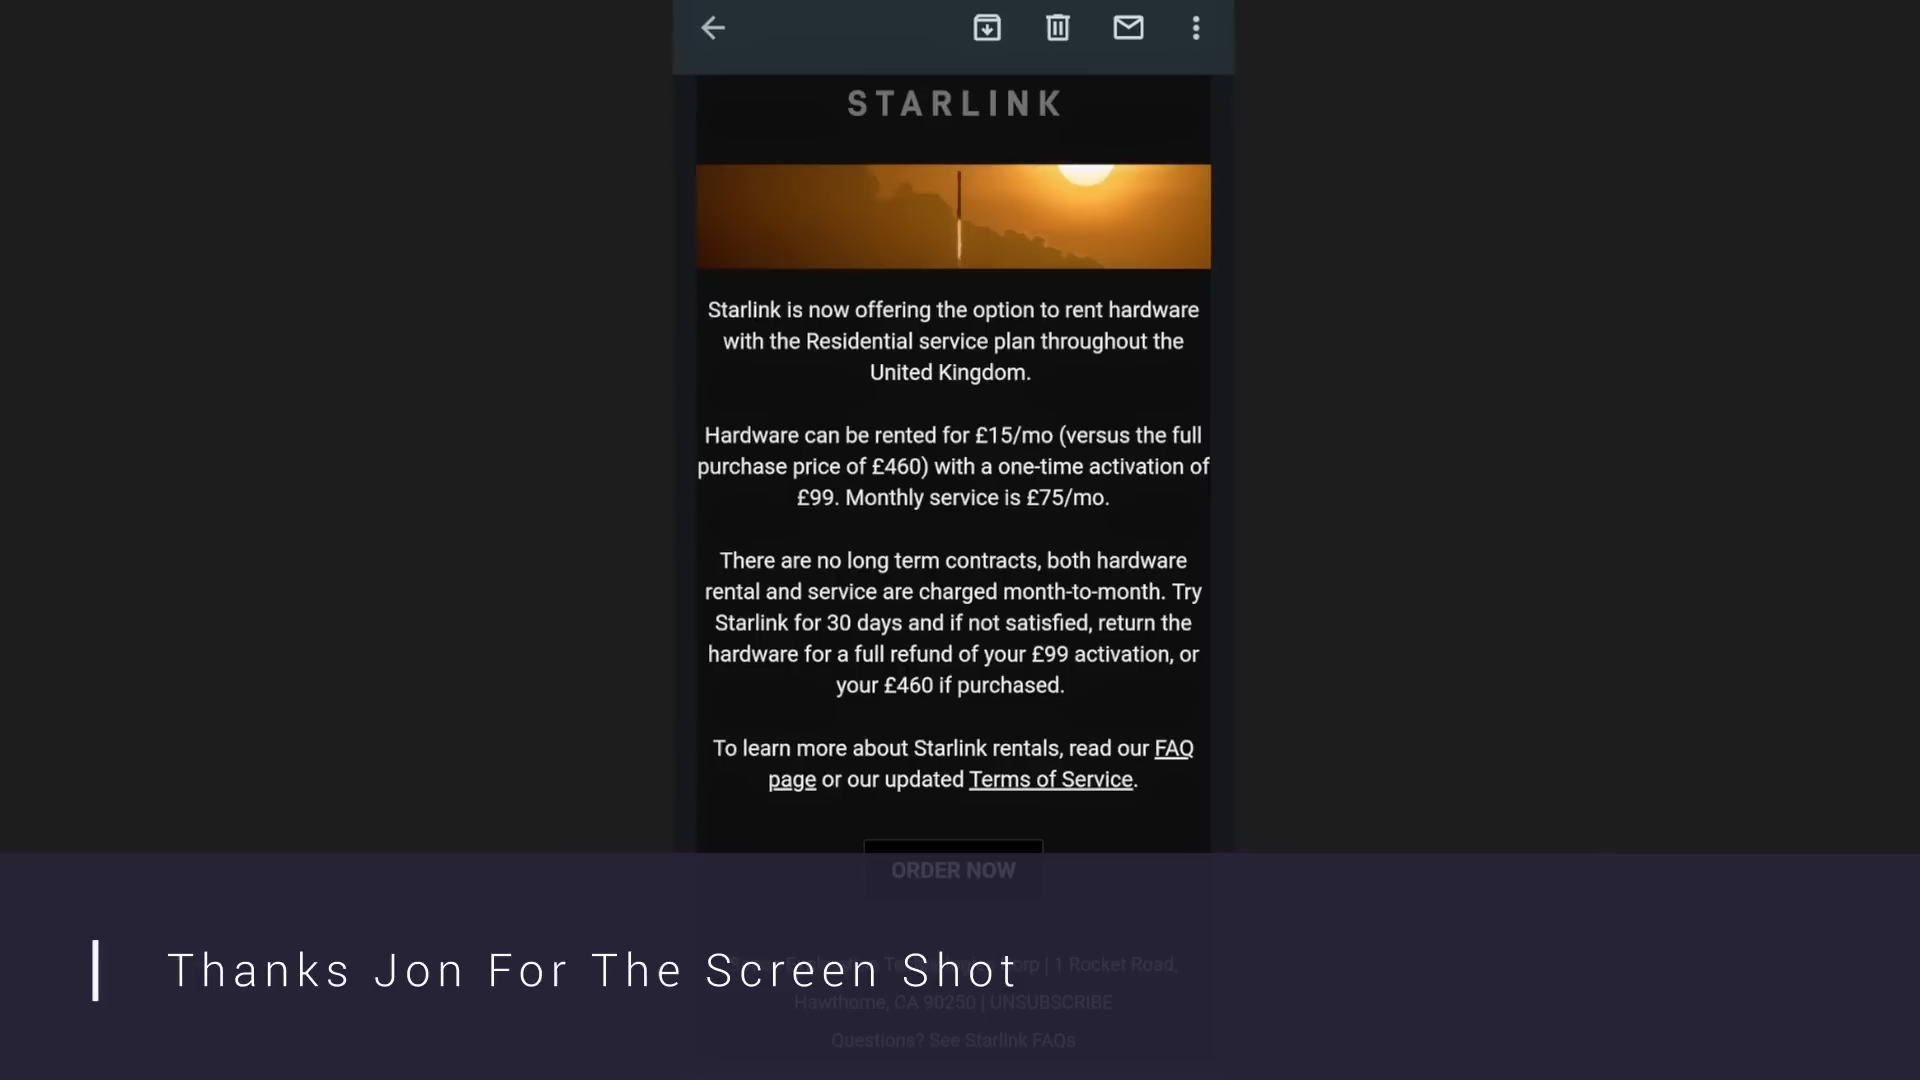 STARLINK
Starlink is now offering the option to rent hardware
with the Residential service plan throughout the
United Kingdom.
Hardware can be rented for £15/mo (versus the full
purchase price of £460) with a one-time activation of
£99. Monthly service is £75/mo.
There are no long term contracts, both hardware
rental and service are charged month-to-month. Try
Starlink for 30 days and if not satisfied, return the
hardware for a full refund of your £99 activation, or
your £460 if purchased.
To learn more about Starlink rentals, read our FAQ
page or our updated Terms of Service.
ORDER NOW
Thanks Jon For The Screen Shot
| 1 Rocket Road,
Hawthorne, CA 90250 | UNSUBSCRIBE
Questions? See Starlink FAQs